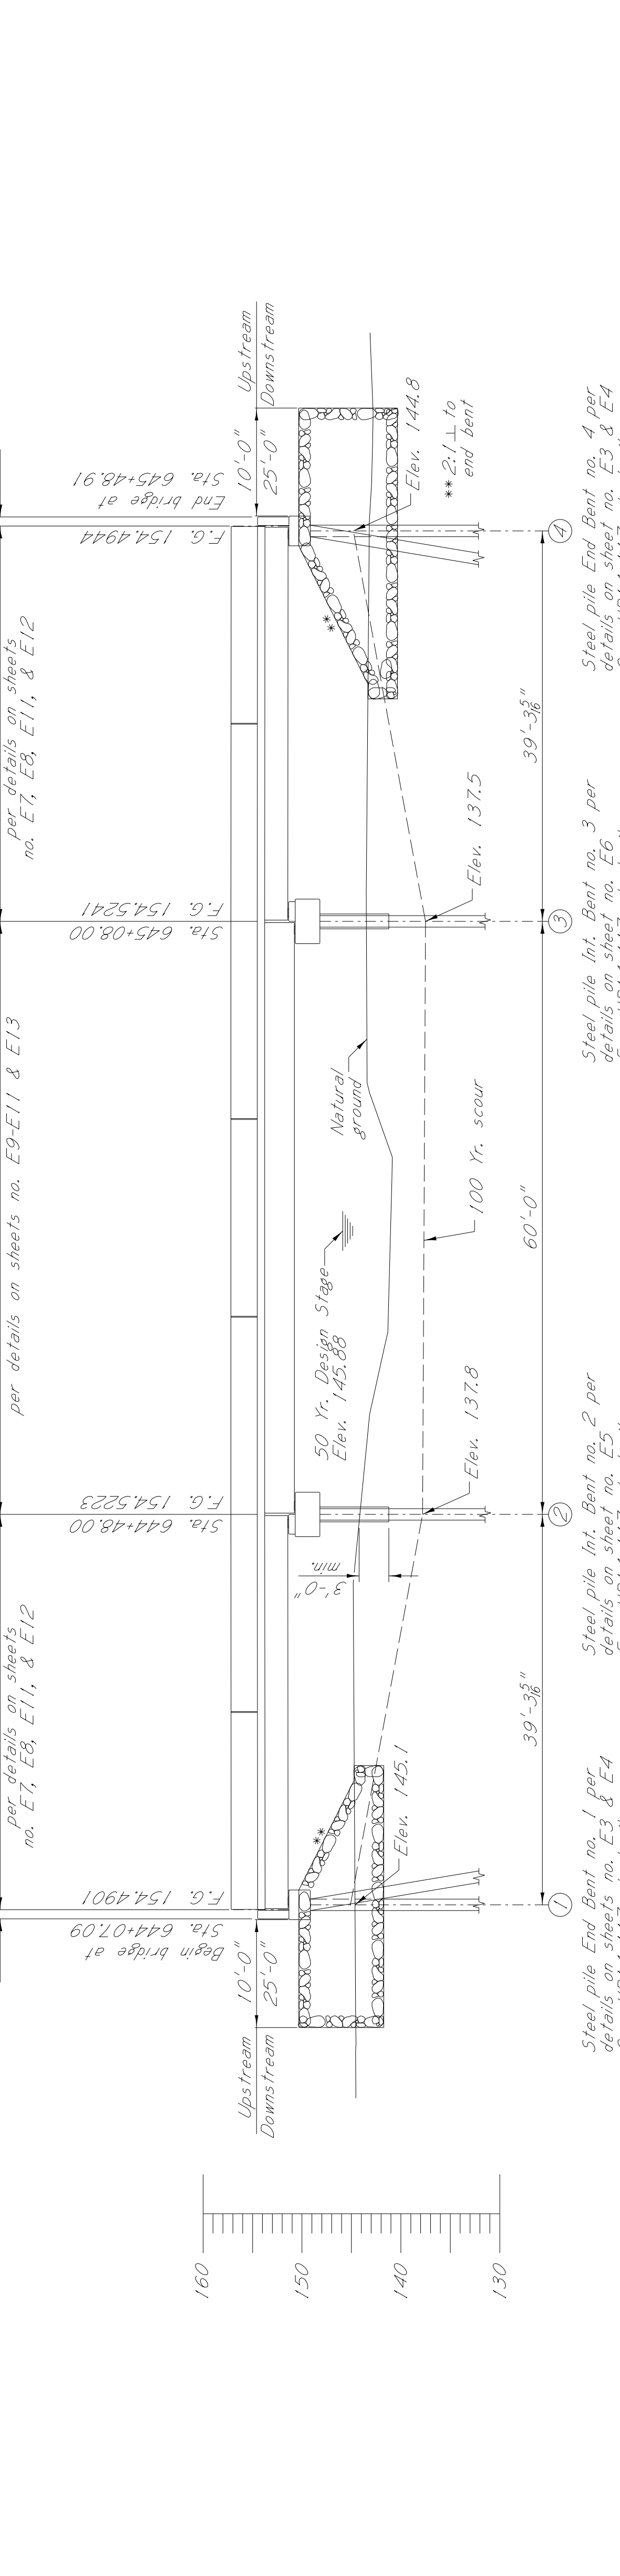 per details on sheets
no. E7, E8, E11, & E12
per details on sheets no. E9-E11 & E13
per details on sheets
no. E7, E8, E11, & E12
Begin bridge at
Sta. 644+07.09
F.G. 154.4901
Sta. 644+48.00
F.G. 154.5223
Sta. 645+08.00
F.G. 154.5241
F.G. 154.4944
End bridge at
Sta. 645+48.91
Upstream
Downstream
10'-0"
25'-0"
10'-0"
25'-0"
Upstream
Downstream
**
3'-0"
min.
50 Yr. Design Stage
Elev. 145.88
Natural
ground
**
Elev. 145.1
Elev. 137.8
100 Yr. scour
Elev. 137.5
Elev. 144.8
** 2:1 ⊥ to
end bent
160
150
140
130
39'-3 5/16"
60'-0"
39'-3 5/16"
1
2
3
4
Steel pile End Bent no. 1 per
details on sheets no. E3 & E4
Steel pile Int. Bent no. 2 per
details on sheet no. E5
Steel pile Int. Bent no. 3 per
details on sheet no. E6
Steel pile End Bent no. 4 per
details on sheet no. E3 & E4